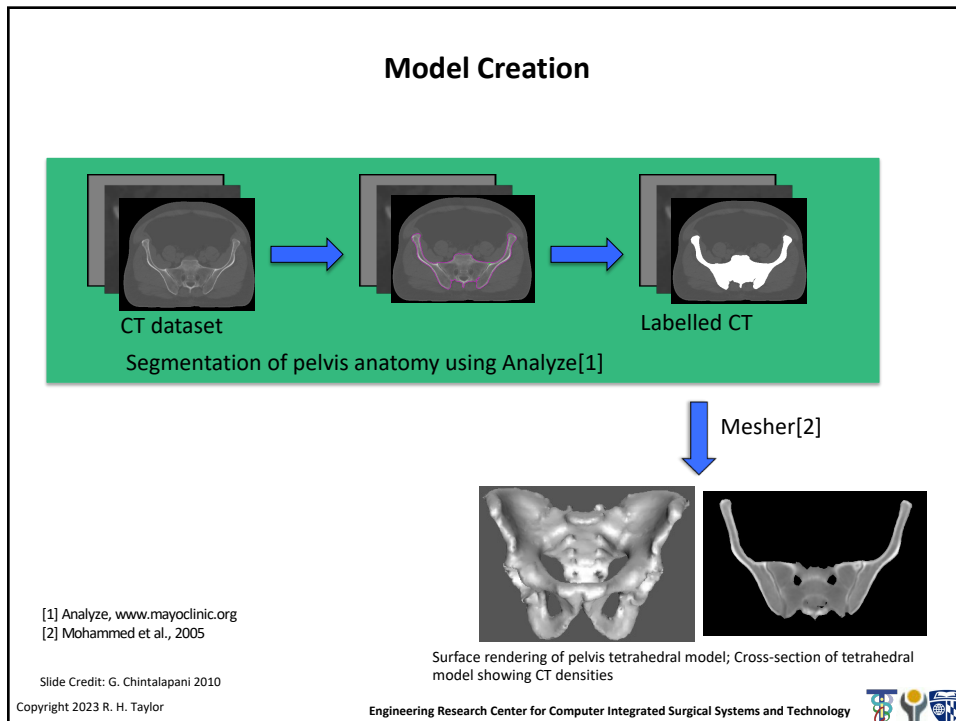 Model Creation
CT dataset
Labelled CT
Segmentation of pelvis anatomy using Analyze[1]
Mesher[2]
[1] Analyze, www.mayoclinic.org
[2] Mohammed et al., 2005
Surface rendering of pelvis tetrahedral model; Cross-section of tetrahedral
model showing CT densities
Slide Credit: G. Chintalapani 2010
Copyright 2023 R. H. Taylor
Engineering Research Center for Computer Integrated Surgical Systems and Technology